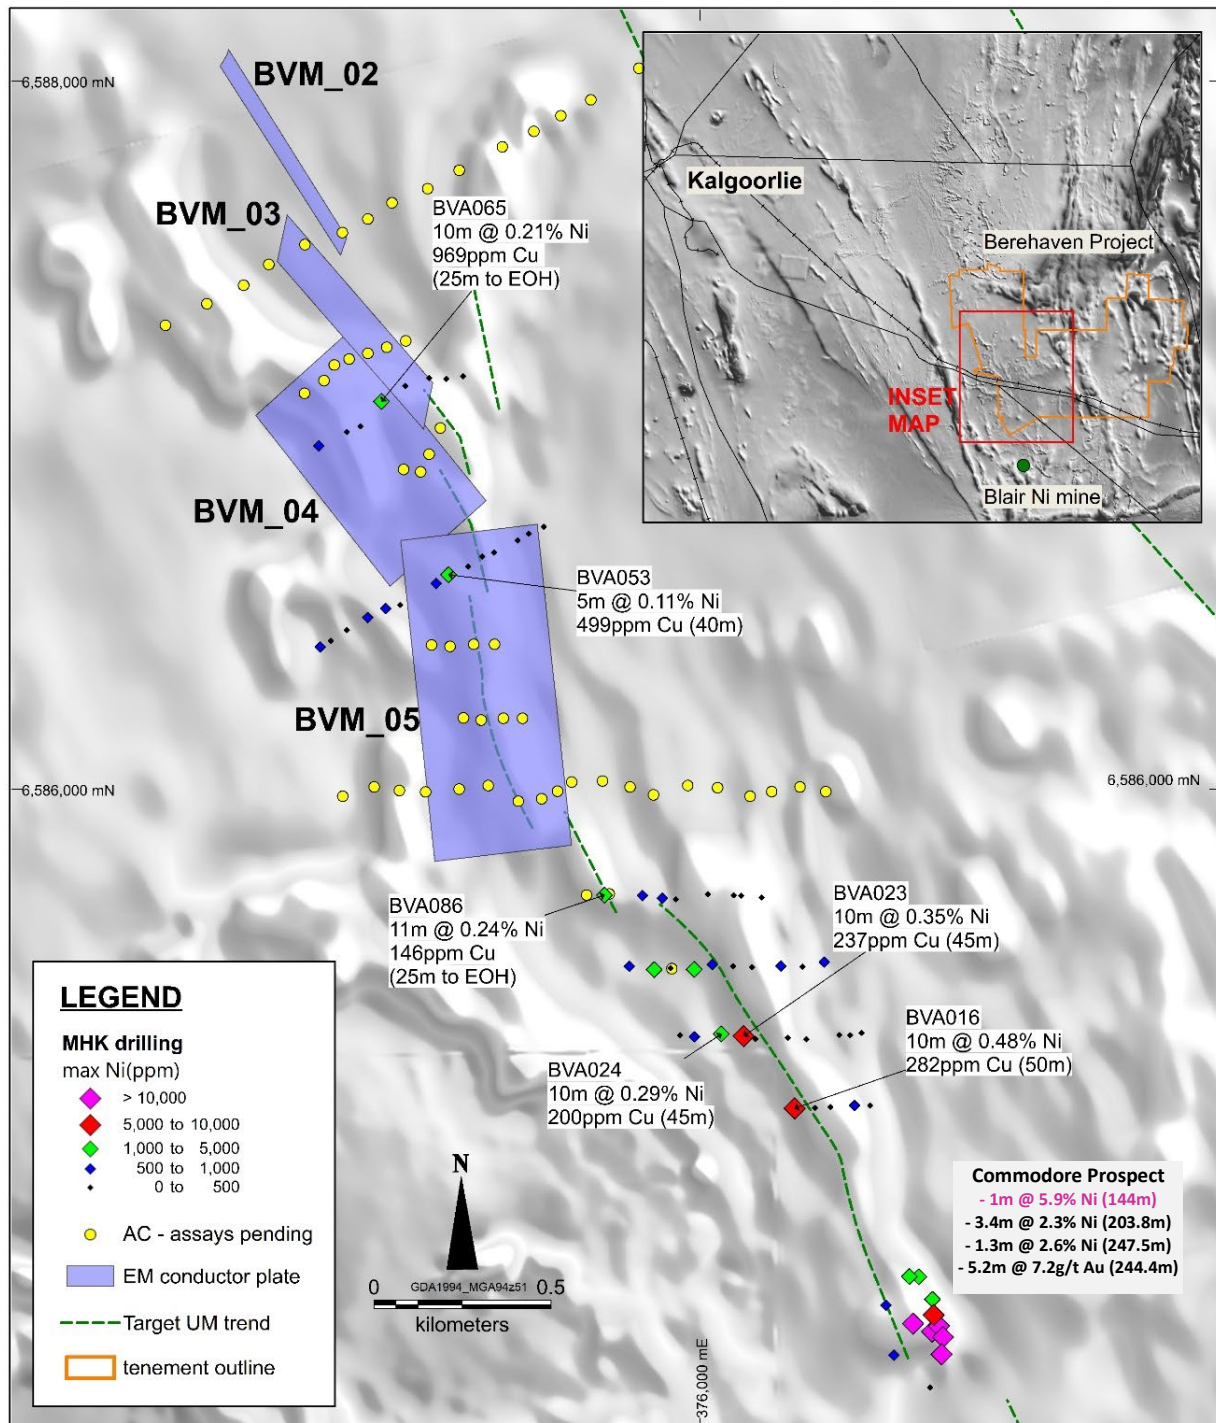 6,588,000 mN
BVM_02
BVM_03
BVA065
10m @ 0.21% Ni
969ppm Cu
(25m to EOH)
Kalgoorlie
Berehaven Project
INSET
MAP
Blair Ni mine
BVM_04
BVA053
5m @ 0.11% Ni
499ppm Cu (40m)
BVM_05
6,586,000 mN
6,586,000 mN
BVA086
11m @ 0.24% Ni
146ppm Cu
(25m to EOH)
BVA023
10m @ 0.35% Ni
237ppm Cu (45m)
BVA016
10m @ 0.48% Ni
282ppm Cu (50m)
BVA024
10m @ 0.29% Ni
200ppm Cu (45m)
LEGEND
MHK drilling
max Ni(ppm)
> 10,000
5,000 to 10,000
1,000 to 5,000
500 to 1,000
0 to 500
AC - assays pending
EM conductor plate
Target UM trend
tenement outline
N
GDA1994_MGA94z51
0 0.5
kilometers
376,000 mE
Commodore Prospect
- 1m @ 5.9% Ni (144m)
- 3.4m @ 2.3% Ni (203.8m)
- 1.3m @ 2.6% Ni (247.5m)
- 5.2m @ 7.2g/t Au (244.4m)